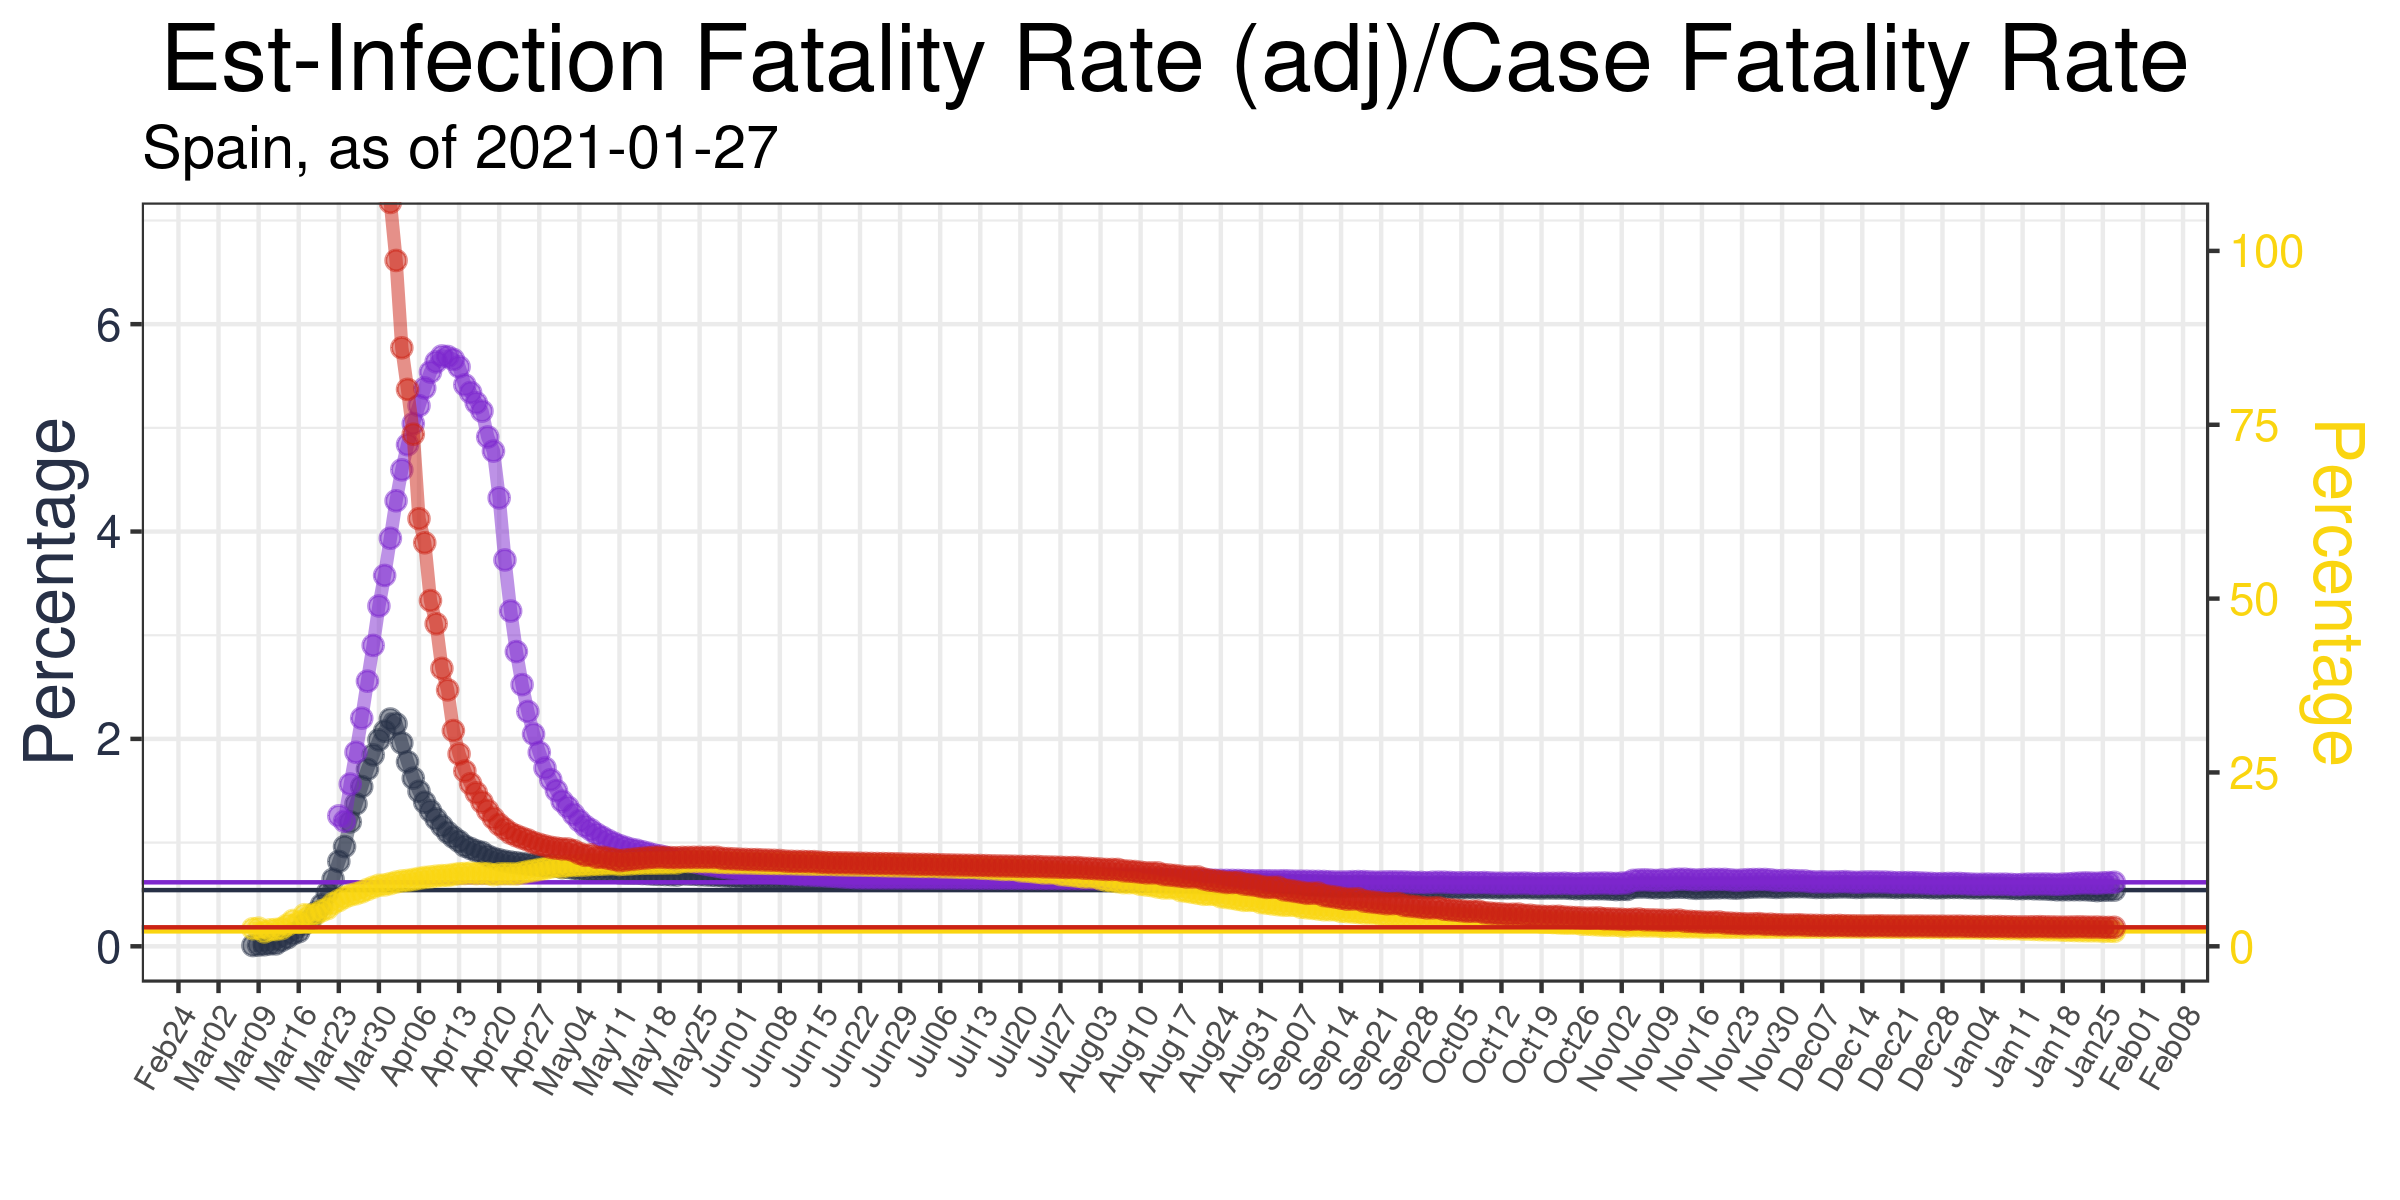 Est-Infection Fatality Rate (adj)/Case Fatality Rate
Spain, as of 2021-01-27
Percentage
6
4
2
0
100
75
50
25
0
Percentage
Feb24
Mar02
Mar09
Mar16
Mar23
Mar30
Apr06
Apr13
Apr20
Apr27
May04
May11
May18
May25
Jun01
Jun08
Jun15
Jun22
Jun29
Jul06
Jul13
Jul20
Jul27
Aug03
Aug10
Aug17
Aug24
Aug31
Sep07
Sep14
Sep21
Sep28
Oct05
Oct12
Oct19
Oct26
Nov02
Nov09
Nov16
Nov23
Nov30
Dec07
Dec14
Dec21
Dec28
Jan04
Jan11
Jan18
Jan25
Feb01
Feb08